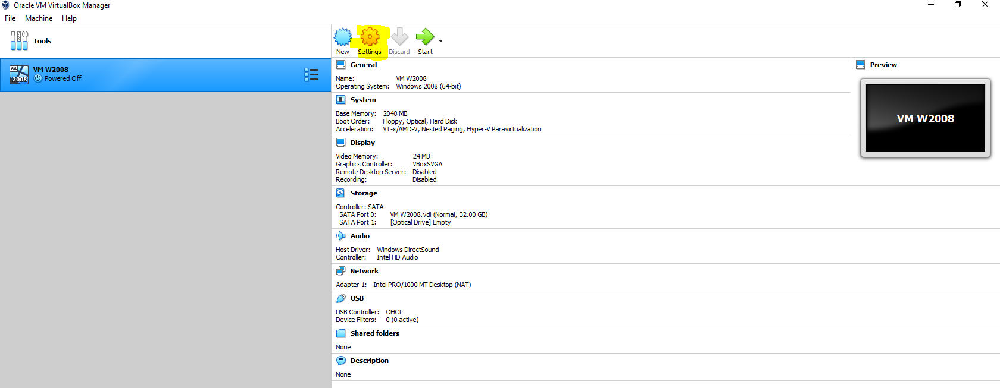 Oracle VM VirtualBox Manager
File Machine Help
Tools
New Settings Discard Start
64
2008
VM W2008
Powered Off
General
Name: VM W2008
Operating System: Windows 2008 (64-bit)
System
Base Memory: 2048 MB
Boot Order: Floppy, Optical, Hard Disk
Acceleration: VT-x/AMD-V, Nested Paging, Hyper-V Paravirtualization
Display
Video Memory: 24 MB
Graphics Controller: VBoxSVGA
Remote Desktop Server: Disabled
Recording: Disabled
Storage
Controller: SATA
SATA Port 0: VM W2008.vdi (Normal, 32.00 GB)
SATA Port 1: [Optical Drive] Empty
Audio
Host Driver: Windows DirectSound
Controller: Intel HD Audio
Network
Adapter 1: Intel PRO/1000 MT Desktop (NAT)
USB
USB Controller: OHCI
Device Filters: 0 (0 active)
Shared folders
None
Description
None
Preview
VM W2008